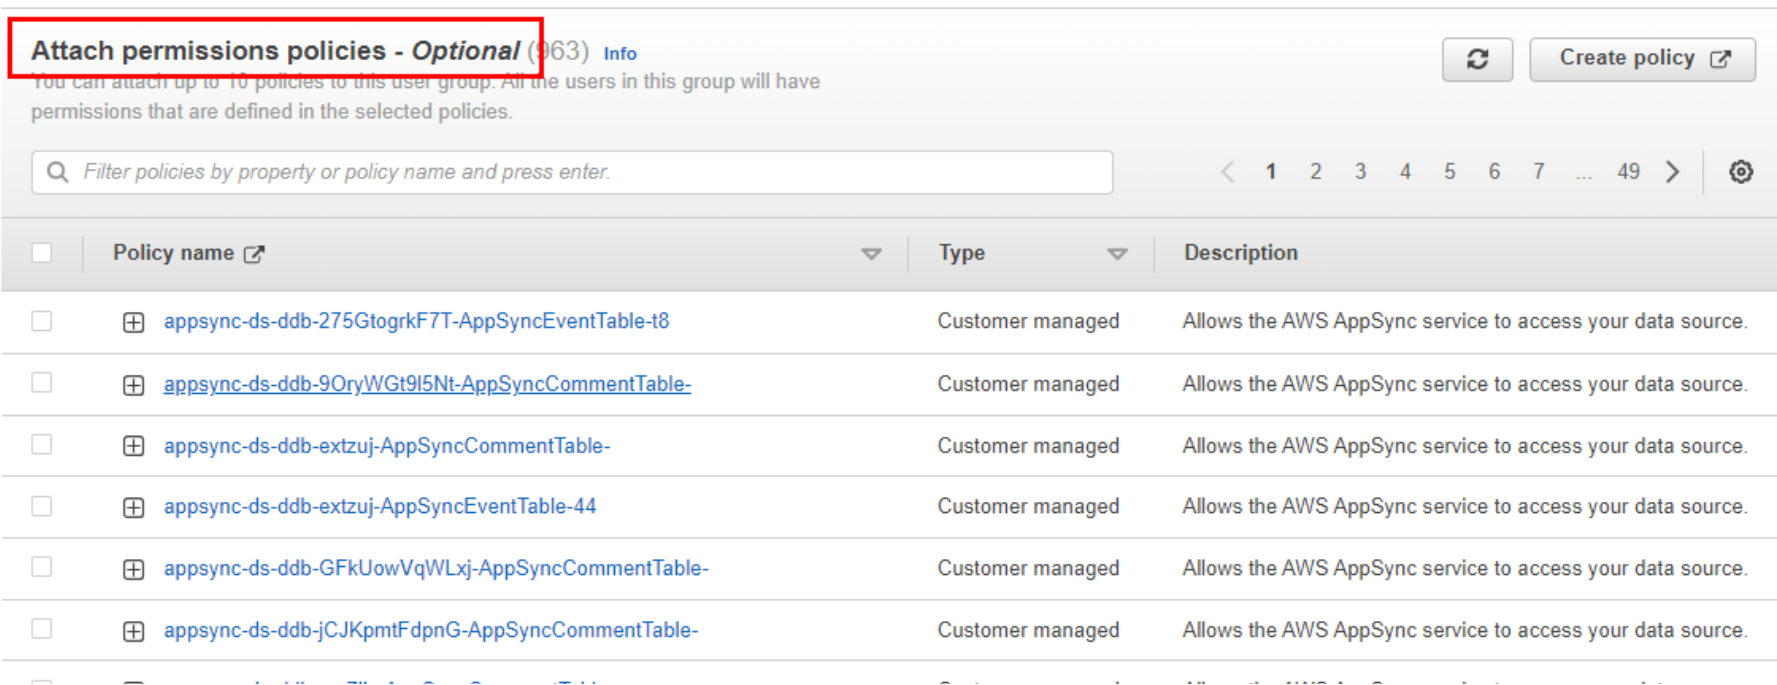 Attach permissions policies - Optional (963) Info
Create policy
You can attach up to 10 policies to this user group. All the users in this group will have
permissions that are defined in the selected policies.
Filter policies by property or policy name and press enter.
1 2 3 4 5 6 7 ... 49
Policy name Type Description
appsync-ds-ddb-275GtogrkF7T-AppSyncEventTable-t8 Customer managed Allows the AWS AppSync service to access your data source.
appsync-ds-ddb-9OryWGt9I5Nt-AppSyncCommentTable- Customer managed Allows the AWS AppSync service to access your data source.
appsync-ds-ddb-extzuj-AppSyncCommentTable- Customer managed Allows the AWS AppSync service to access your data source.
appsync-ds-ddb-extzuj-AppSyncEventTable-44 Customer managed Allows the AWS AppSync service to access your data source.
appsync-ds-ddb-GFkUowVqWLxj-AppSyncCommentTable- Customer managed Allows the AWS AppSync service to access your data source.
appsync-ds-ddb-jCJKpmtFdpnG-AppSyncCommentTable- Customer managed Allows the AWS AppSync service to access your data source.